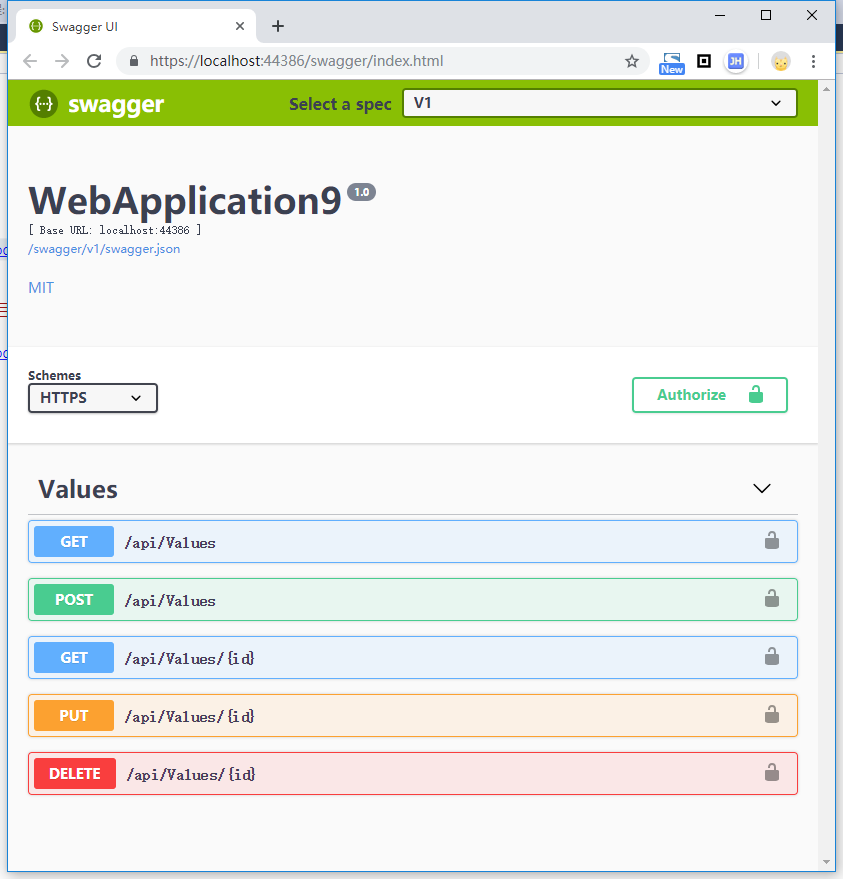 Swagger UI
https://localhost:44386/swagger/index.html
New
JH
swagger
Select a spec
V1
WebApplication9 1.0
[ Base URL: localhost:44386 ]
/swagger/v1/swagger.json
MIT
Schemes
HTTPS
Authorize
Values
GET /api/Values
POST /api/Values
GET /api/Values/{id}
PUT /api/Values/{id}
DELETE /api/Values/{id}